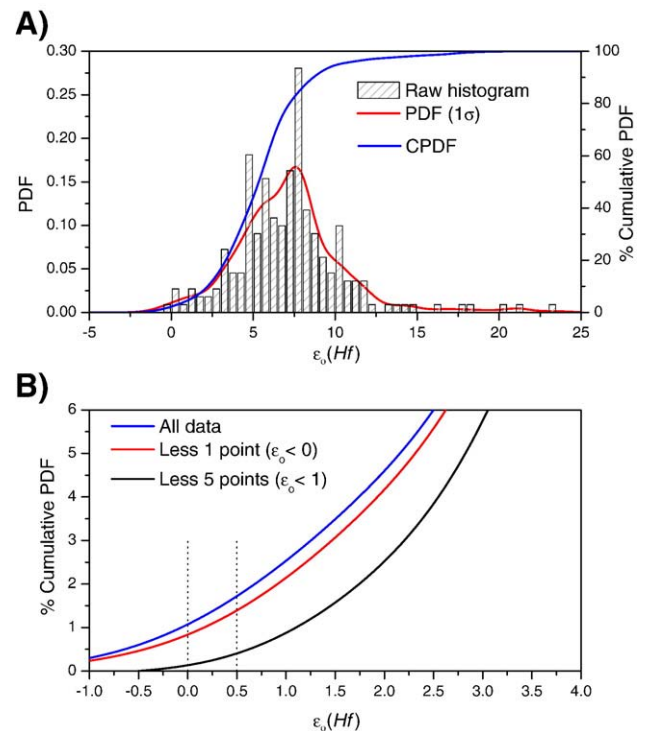 A)
0.30
0.25
0.20
0.15
0.10
0.05
0.00
PDF
100
80
60
40
20
0
% Cumulative PDF
Raw histogram
PDF (1σ)
CPDF
-5 0 5 10 15 20 25
εₒ(Hf)
B)
6
5
4
3
2
1
0
% Cumulative PDF
All data
Less 1 point (εₒ< 0)
Less 5 points (εₒ< 1)
-1.0 -0.5 0.0 0.5 1.0 1.5 2.0 2.5 3.0 3.5 4.0
εₒ(Hf)